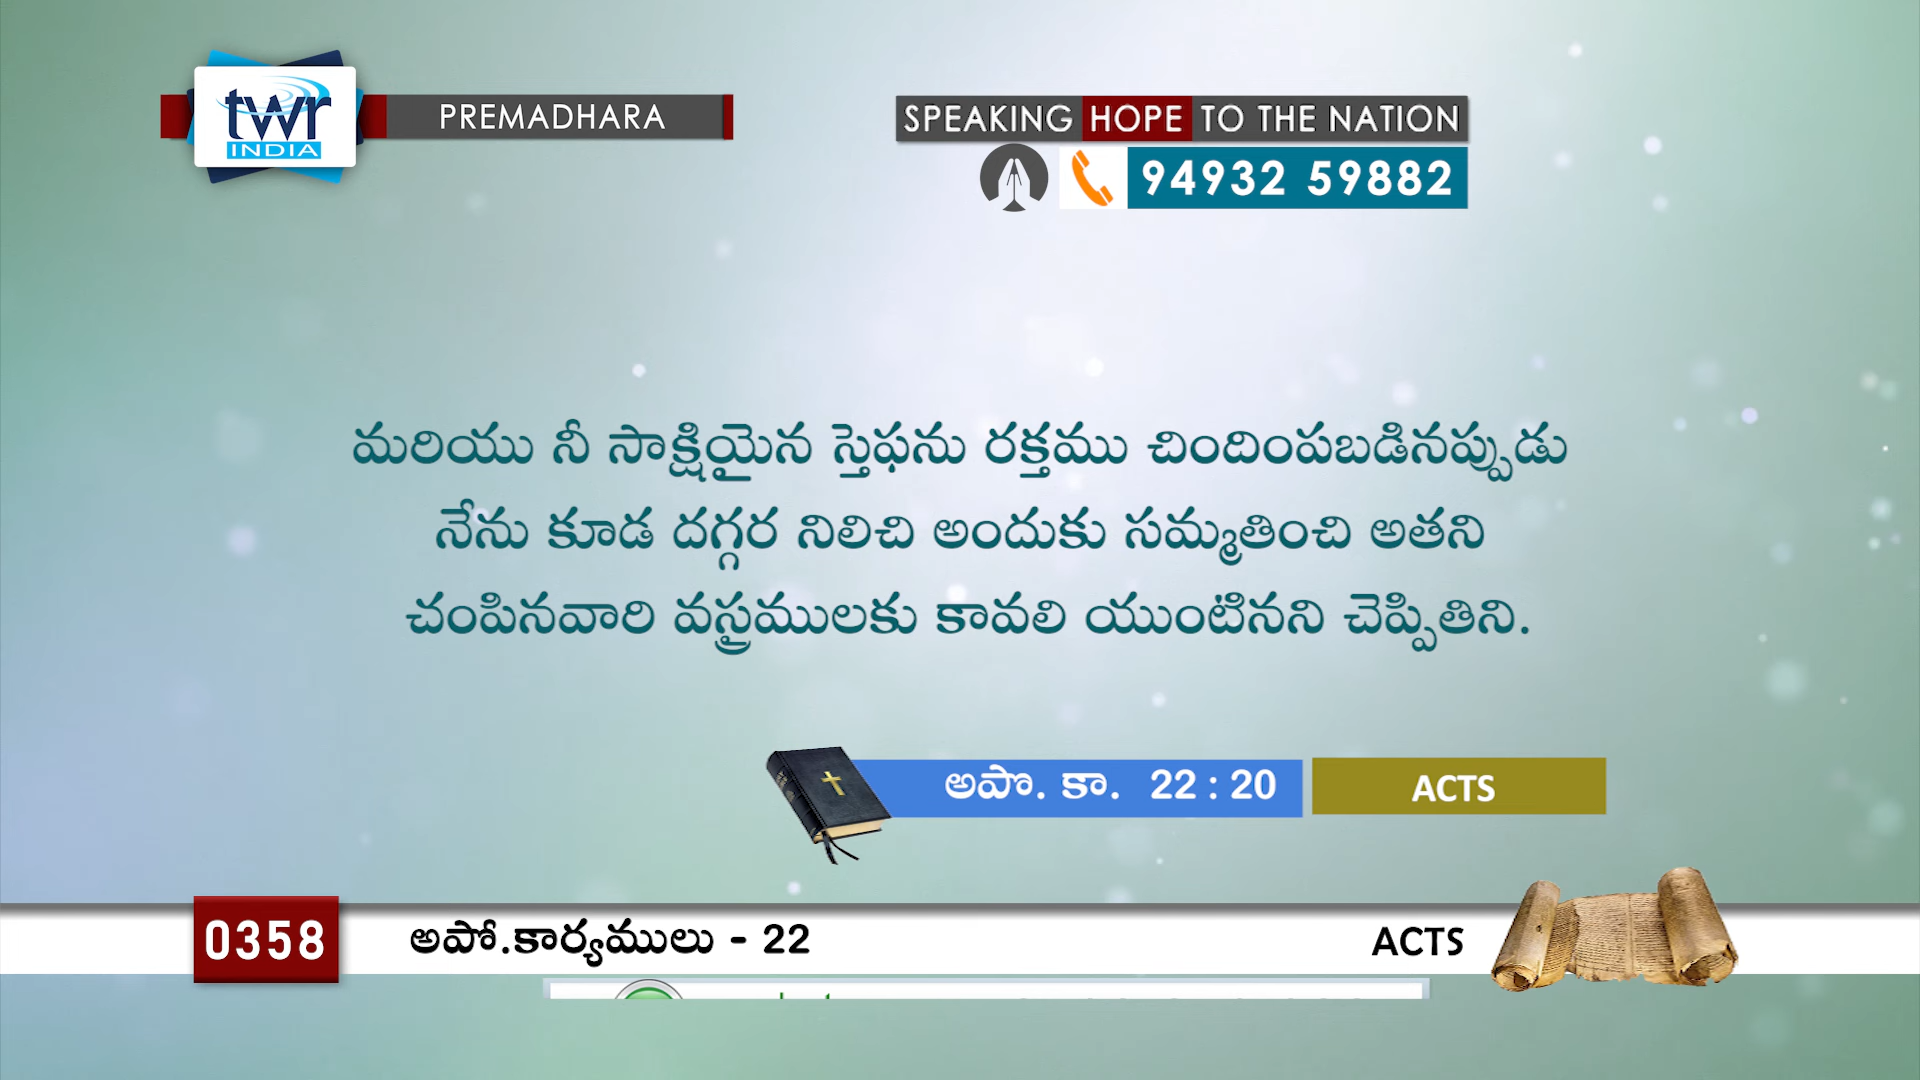 twr
INDIA
PREMADHARA
SPEAKING HOPE TO THE NATION
94932 59882
మరియు నీ సాక్షియైన స్తెఫను రక్తము చిందింపబడినప్పుడు
నేను కూడ దగ్గర నిలిచి అందుకు సమ్మతించి అతని
చంపినవారి వస్త్రములకు కావలి యుంటినని చెప్పితిని.
అపొ. కా. 22 : 20
ACTS
0358
అపో.కార్యములు - 22
ACTS